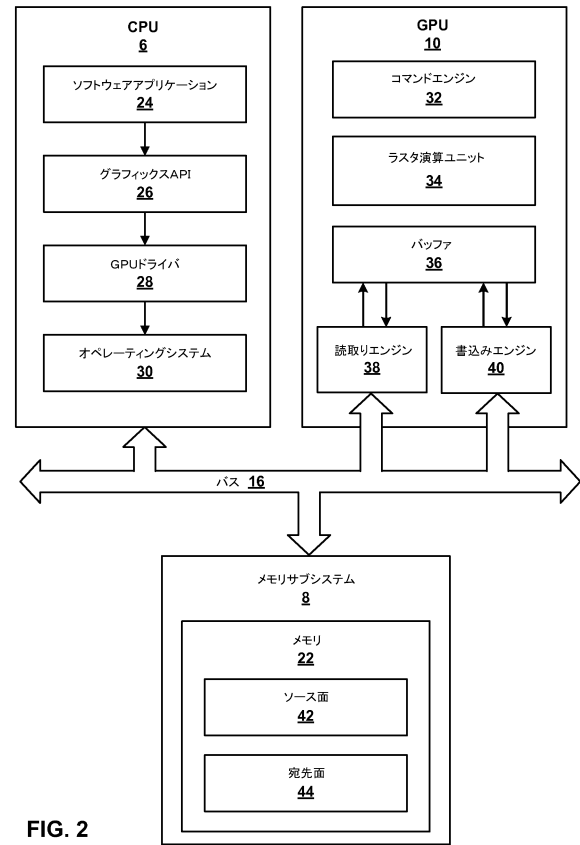 CPU
6
ソフトウェアアプリケーション
24
グラフィックスAPI
26
GPUドライバ
28
オペレーティングシステム
30
GPU
10
コマンドエンジン
32
ラスタ演算ユニット
34
バッファ
36
読取りエンジン
38
書込みエンジン
40
バス 16
メモリサブシステム
8
メモリ
22
ソース面
42
宛先面
44
FIG. 2